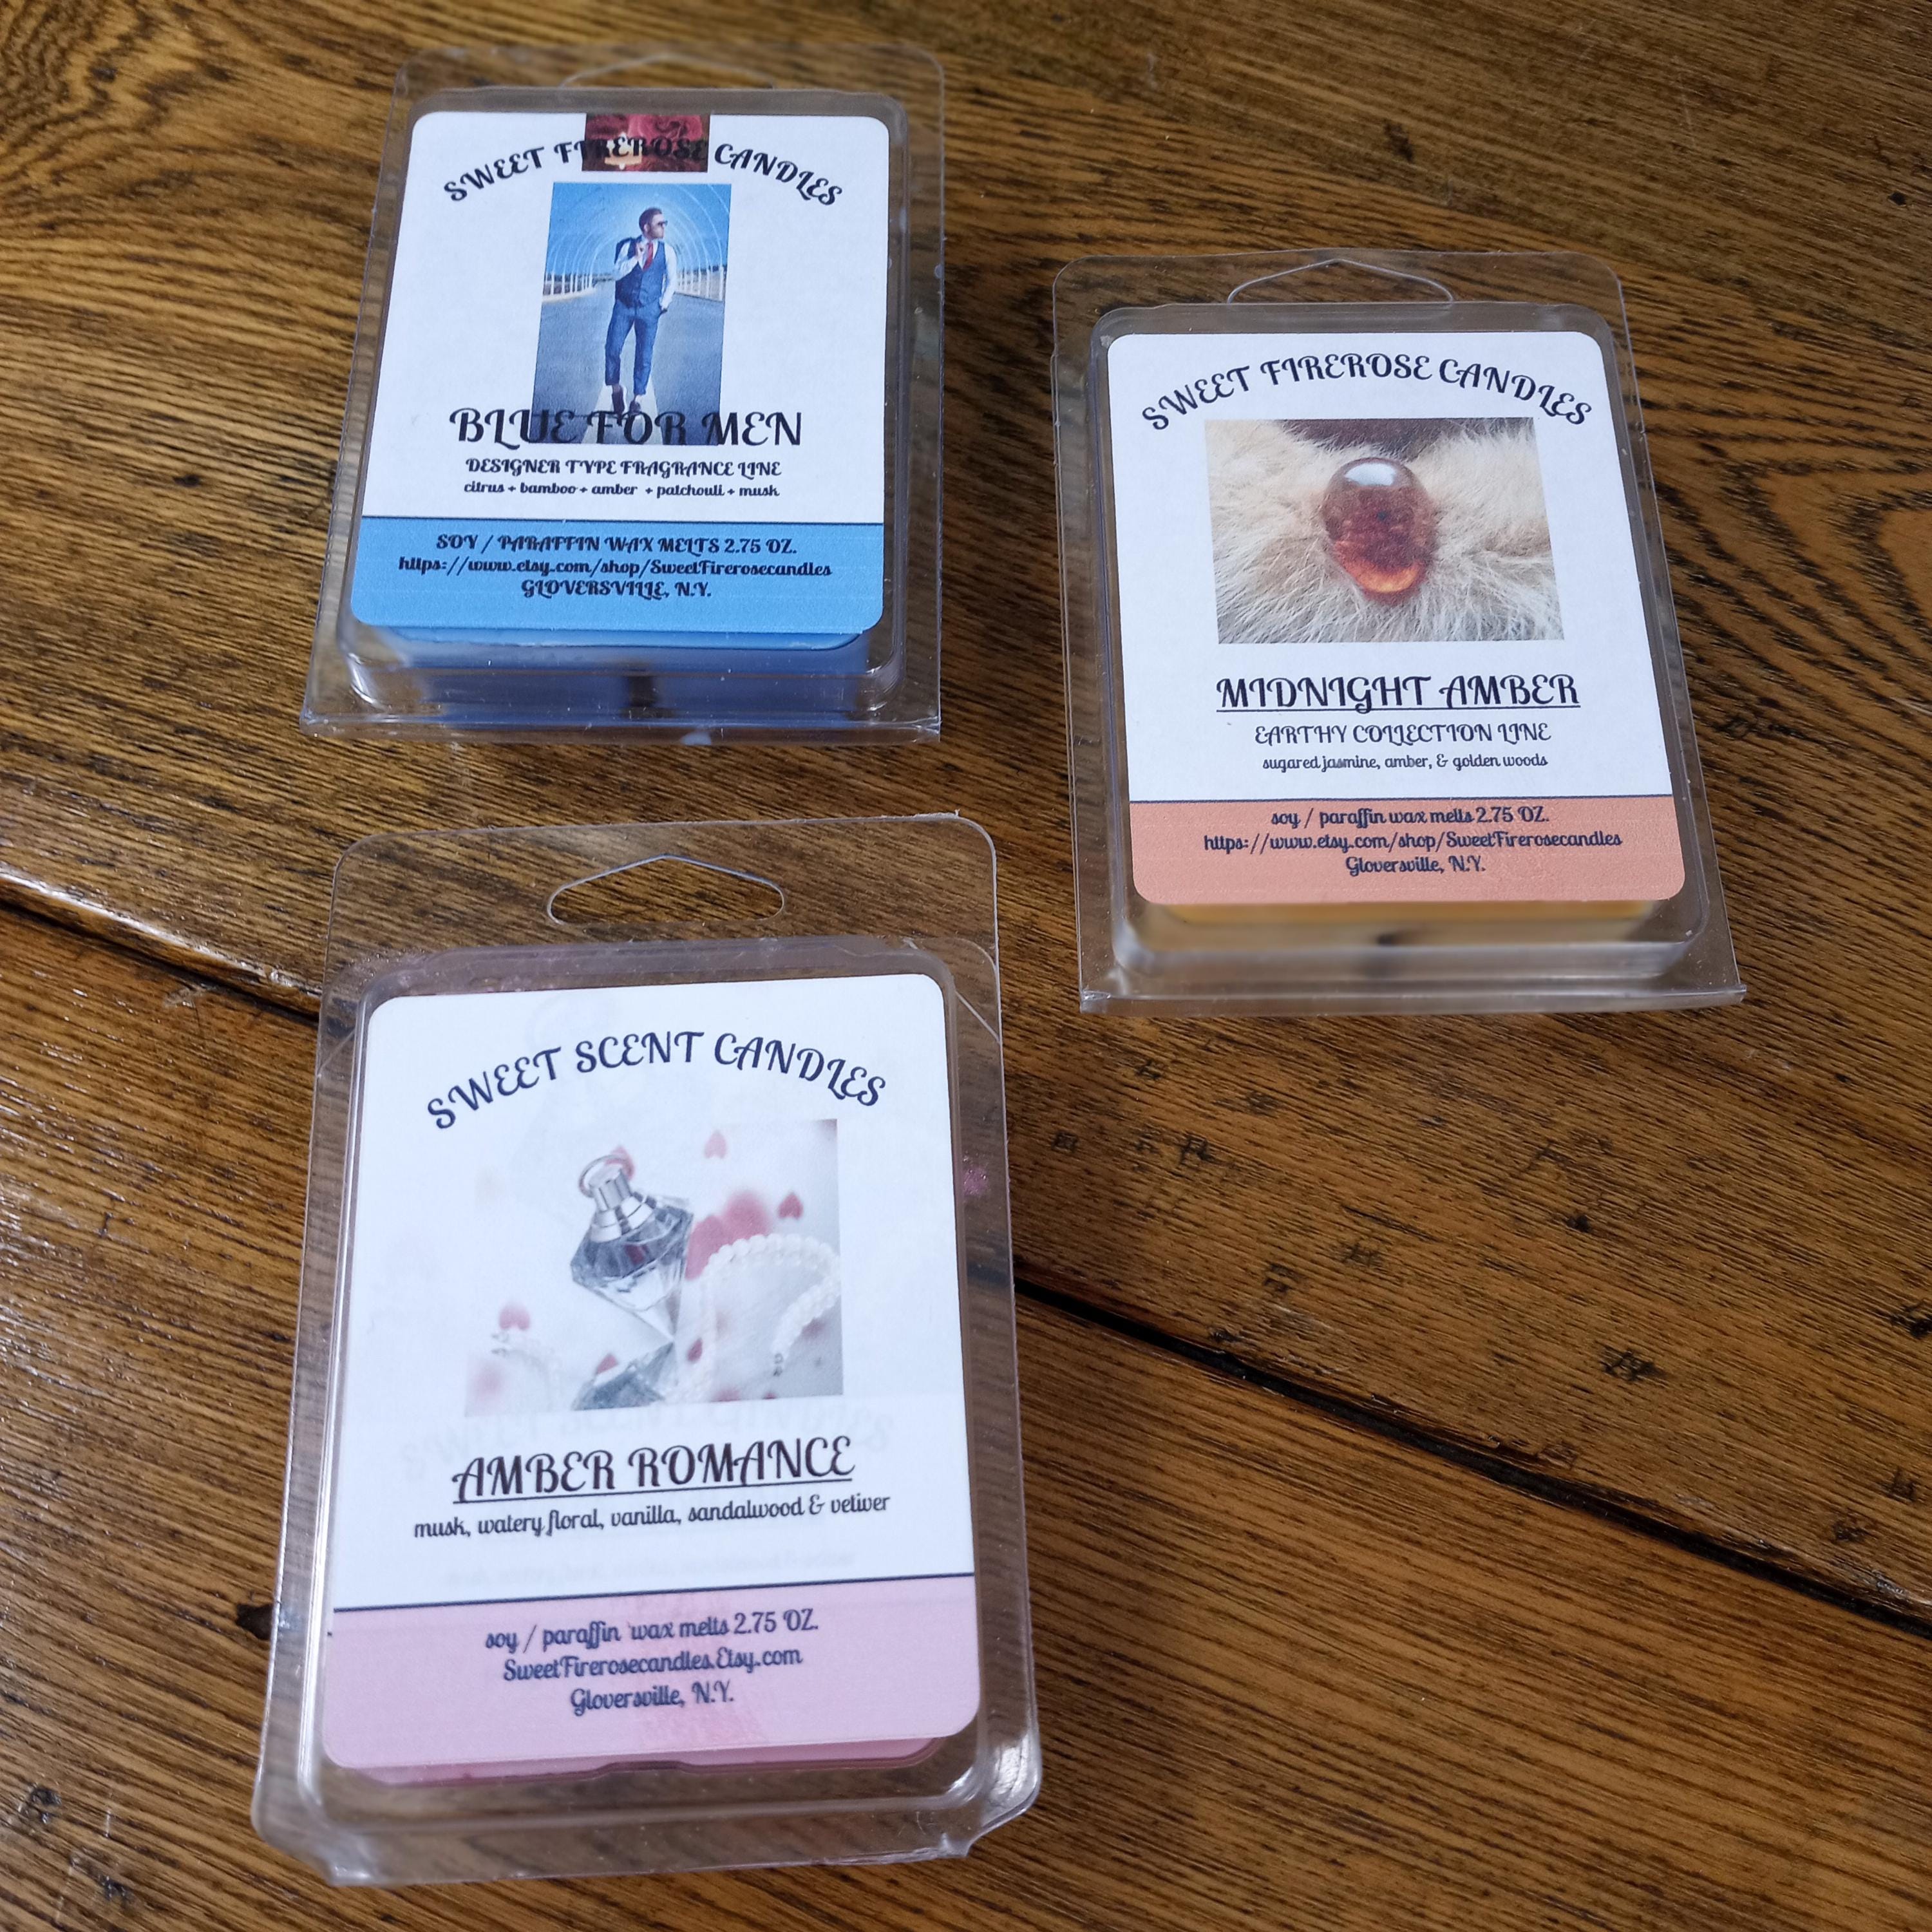 SWEET FIREROSE CANDLES
BLUE FOR MEN
DESIGNER TYPE FRAGRANCE LINE
citrus + bamboo + amber + patchouli + musk
SOY / PARAFFIN WAX MELTS 2.75 OZ.
https://www.etsy.com/shop/SweetFirerosecandles
GLOVERSVILLE, N.Y.
SWEET FIREROSE CANDLES
MIDNIGHT AMBER
EARTHY COLLECTION LINE
sugared jasmine, amber, & golden woods
soy / paraffin wax melts 2.75 OZ.
https://www.etsy.com/shop/SweetFirerosecandles
Gloversville, N.Y.
SWEET SCENT CANDLES
AMBER ROMANCE
musk, watery floral, vanilla, sandalwood & vetiver
soy / paraffin wax melts 2.75 OZ.
SweetFirerosecandles.Etsy.com
Gloversville, N.Y.